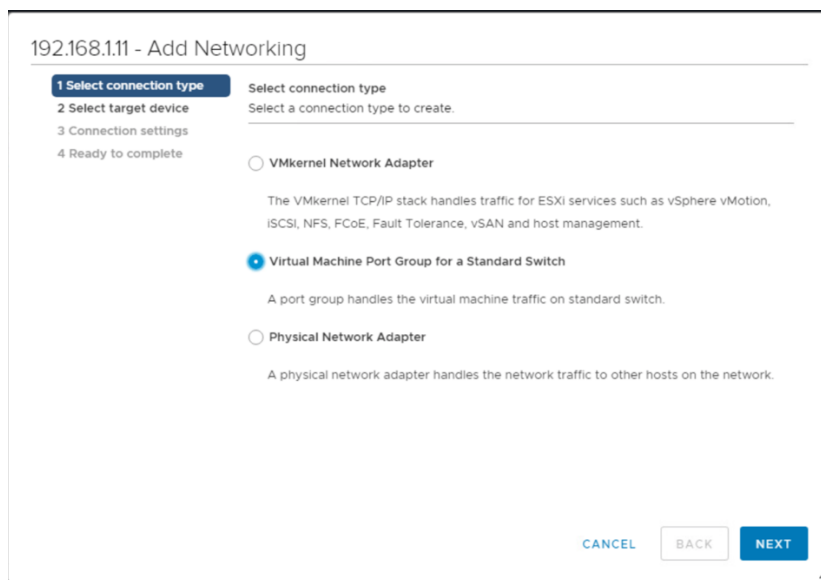 192.168.1.11 - Add Networking
1 Select connection type
2 Select target device
3 Connection settings
4 Ready to complete
Select connection type
Select a connection type to create.
VMkernel Network Adapter
The VMkernel TCP/IP stack handles traffic for ESXi services such as vSphere vMotion,
iSCSI, NFS, FCoE, Fault Tolerance, vSAN and host management.
Virtual Machine Port Group for a Standard Switch
A port group handles the virtual machine traffic on standard switch.
Physical Network Adapter
A physical network adapter handles the network traffic to other hosts on the network.
CANCEL
BACK
NEXT